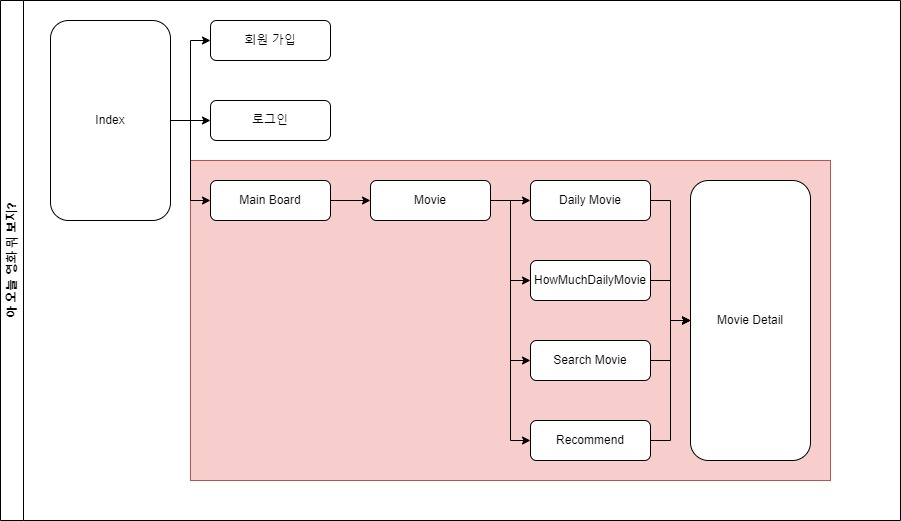 아 오늘 영화 뭐 보지?
Index
회원 가입
로그인
Main Board
Movie
Daily Movie
HowMuchDailyMovie
Search Movie
Recommend
Movie Detail